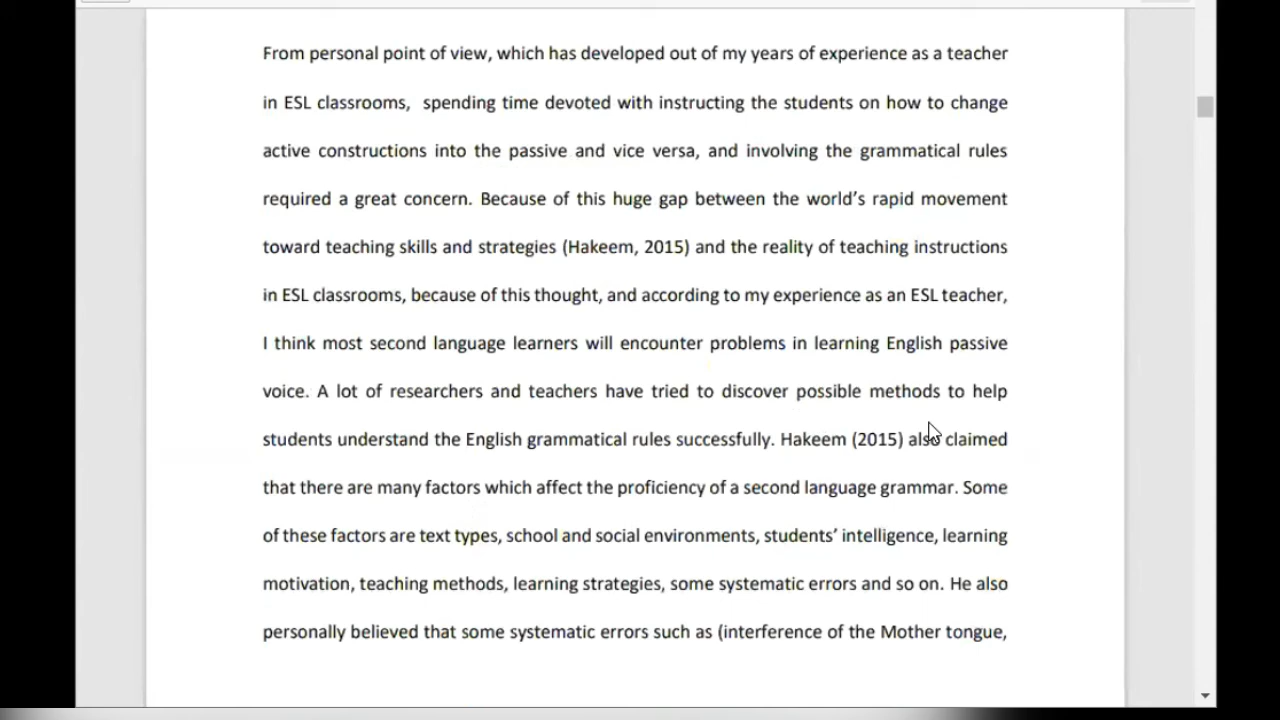 From personal point of view, which has developed out of my years of experience as a teacher
in ESL classrooms,  spending time devoted with instructing the students on how to change
active constructions into the passive and vice versa, and involving the grammatical rules
required a great concern. Because of this huge gap between the world’s rapid movement
toward teaching skills and strategies (Hakeem, 2015) and the reality of teaching instructions
in ESL classrooms, because of this thought, and according to my experience as an ESL teacher,
I think most second language learners will encounter problems in learning English passive
voice. A lot of researchers and teachers have tried to discover possible methods to help
students understand the English grammatical rules successfully. Hakeem (2015) also claimed
that there are many factors which affect the proficiency of a second language grammar. Some
of these factors are text types, school and social environments, students’ intelligence, learning
motivation, teaching methods, learning strategies, some systematic errors and so on. He also
personally believed that some systematic errors such as (interference of the Mother tongue,